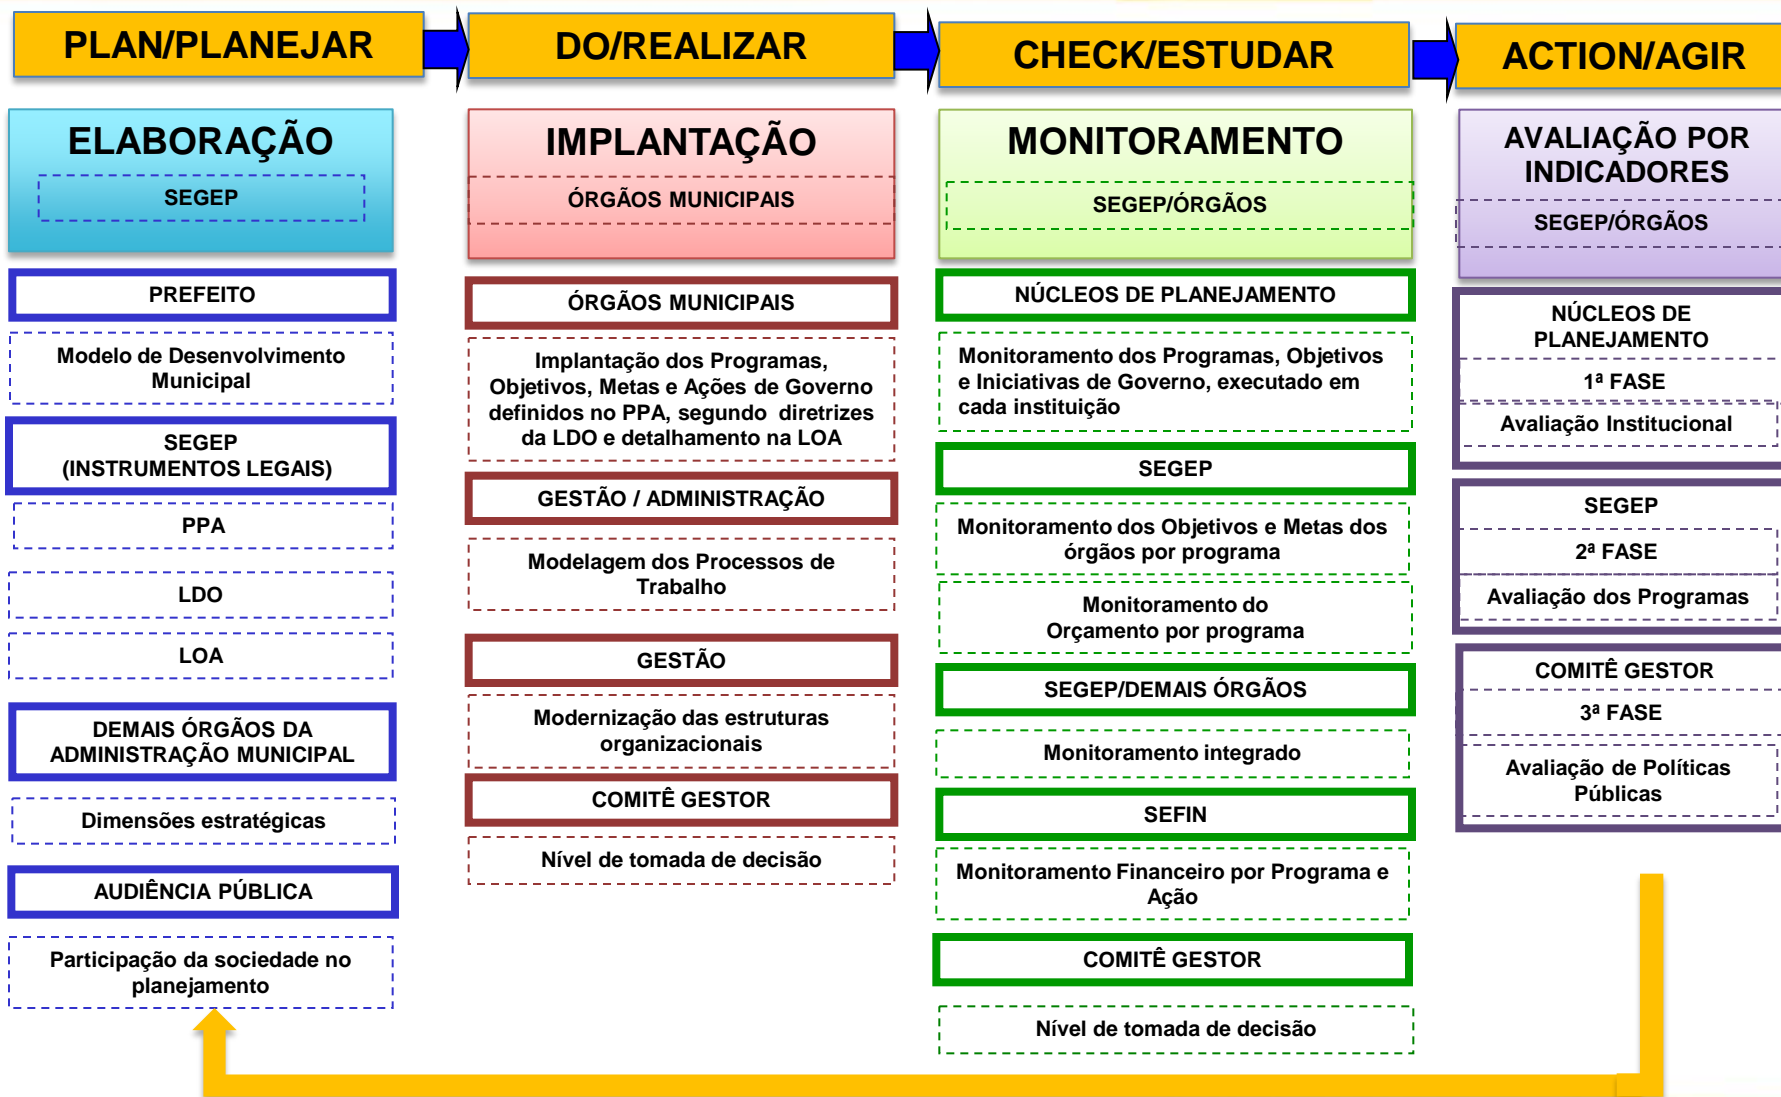 PLAN/PLANEJAR
DO/REALIZAR
CHECK/ESTUDAR
ACTION/AGIR
ELABORAÇÃO
SEGEP
PREFEITO
Modelo de Desenvolvimento
Municipal
SEGEP
(INSTRUMENTOS LEGAIS)
PPA
LDO
LOA
DEMAIS ÓRGÃOS DA
ADMINISTRAÇÃO MUNICIPAL
Dimensões estratégicas
AUDIÊNCIA PÚBLICA
Participação da sociedade no
planejamento
IMPLANTAÇÃO
ÓRGÃOS MUNICIPAIS
ÓRGÃOS MUNICIPAIS
Implantação dos Programas,
Objetivos, Metas e Ações de Governo
definidos no PPA, segundo diretrizes
da LDO e detalhamento na LOA
GESTÃO / ADMINISTRAÇÃO
Modelagem dos Processos de
Trabalho
GESTÃO
Modernização das estruturas
organizacionais
COMITÊ GESTOR
Nível de tomada de decisão
MONITORAMENTO
SEGEP/ÓRGÃOS
NÚCLEOS DE PLANEJAMENTO
Monitoramento dos Programas, Objetivos
e Iniciativas de Governo, executado em
cada instituição
SEGEP
Monitoramento dos Objetivos e Metas dos
órgãos por programa
Monitoramento do
Orçamento por programa
SEGEP/DEMAIS ÓRGÃOS
Monitoramento integrado
SEFIN
Monitoramento Financeiro por Programa e
Ação
COMITÊ GESTOR
Nível de tomada de decisão
AVALIAÇÃO POR
INDICADORES
SEGEP/ÓRGÃOS
NÚCLEOS DE
PLANEJAMENTO
1ª FASE
Avaliação Institucional
SEGEP
2ª FASE
Avaliação dos Programas
COMITÊ GESTOR
3ª FASE
Avaliação de Políticas
Públicas